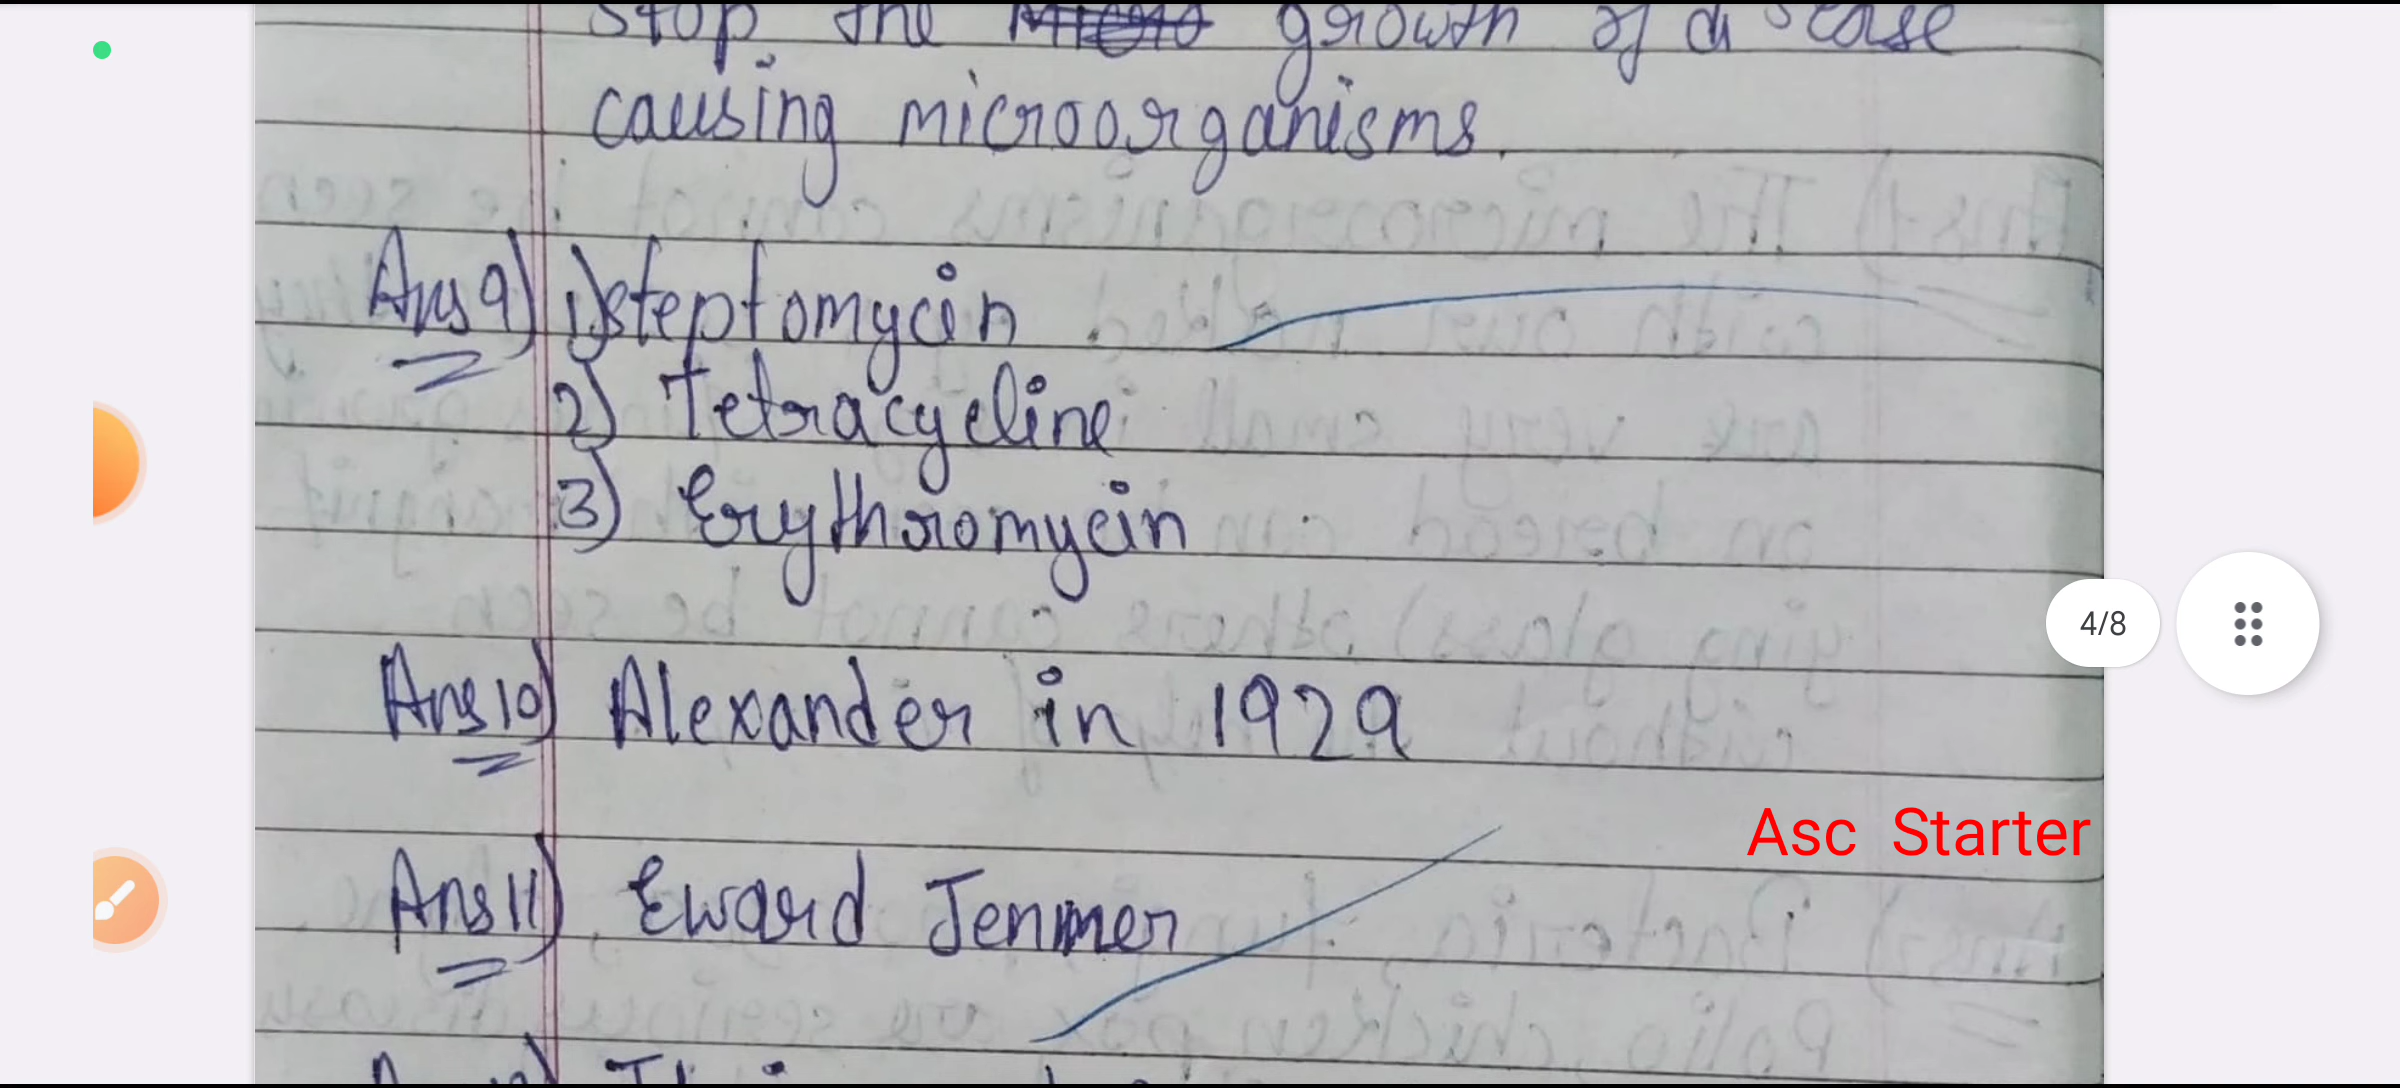 stop the growth of disease
causing microorganisms.
Ans 9) 1) steptomycin
2) Tetracycline
3) Erythromycin
4/8
Ans 10) Alexander in 1929
Asc Starter
Ans 11) Eward Jenmer